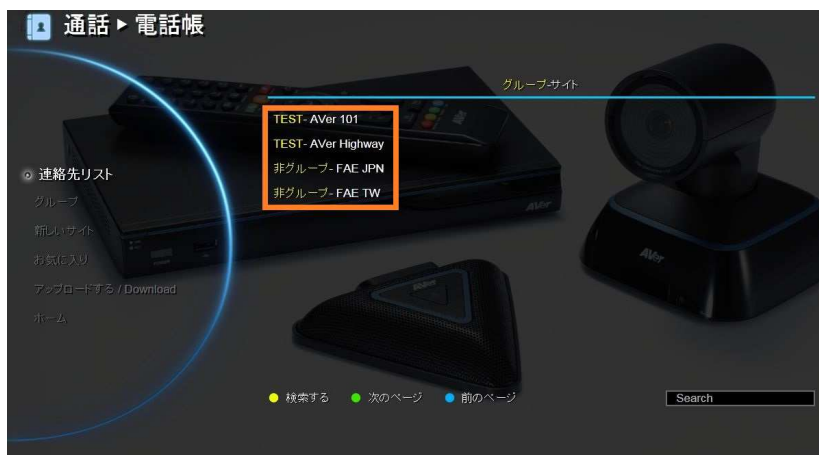 通話 ▸ 電話帳
グループ-サイト
TEST- AVer 101
TEST- AVer Highway
非グループ- FAE JPN
非グループ- FAE TW
連絡先リスト
グループ
新しいサイト
お気に入り
アップロードする / Download
ホーム
AVer
AVer
検索する
次のページ
前のページ
Search